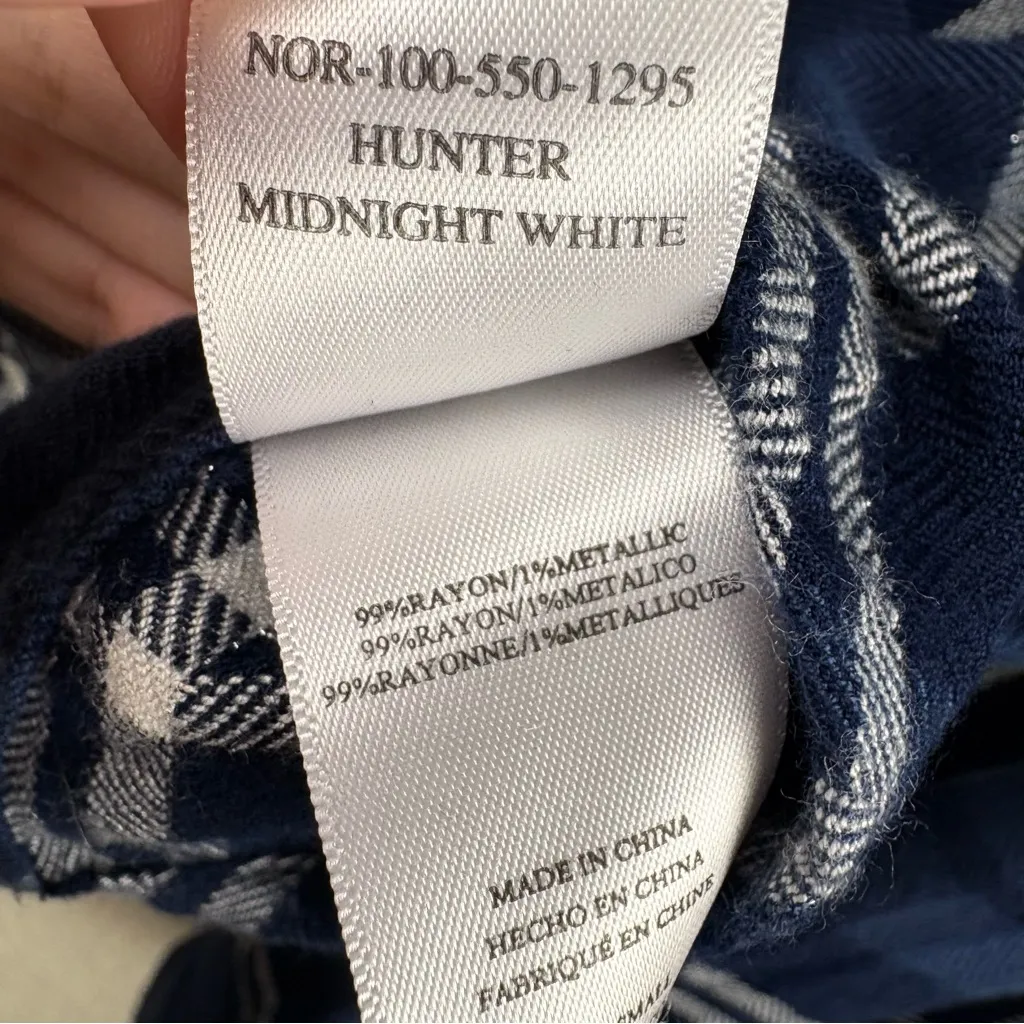 NOR-100-550-1295
HUNTER
MIDNIGHT WHITE
99%RAYON/1%METALLIC
99%RAYON/1%METALICO
99%RAYONNE/1%METALLIQUES
MADE IN CHINA
HECHO EN CHINA
FABRIQUÉ EN CHINE
SMALL